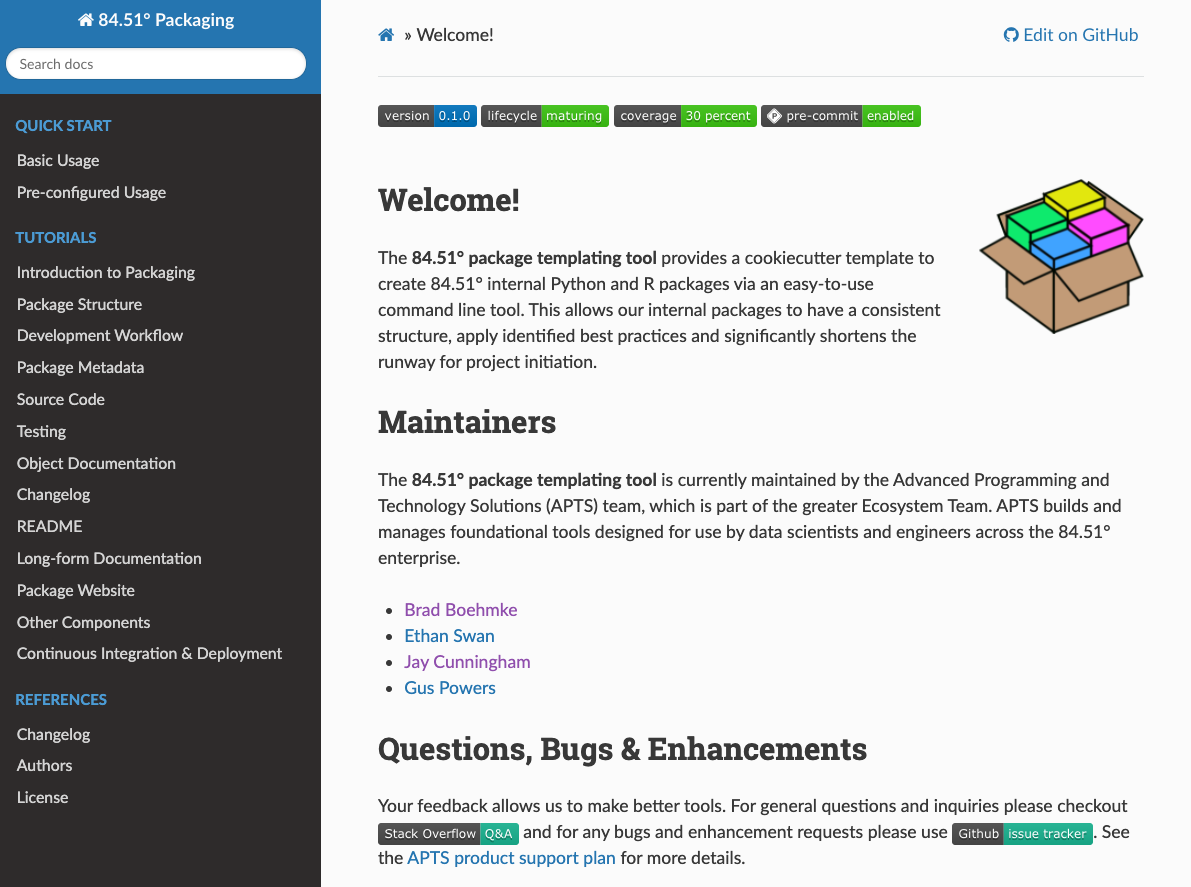 84.51° Packaging
Search docs
QUICK START
Basic Usage
Pre-configured Usage
TUTORIALS
Introduction to Packaging
Package Structure
Development Workflow
Package Metadata
Source Code
Testing
Object Documentation
Changelog
README
Long-form Documentation
Package Website
Other Components
Continuous Integration & Deployment
REFERENCES
Changelog
Authors
License
» Welcome!
Edit on GitHub
version 0.1.0 lifecycle maturing coverage 30 percent pre-commit enabled
Welcome!
The 84.51° package templating tool provides a cookiecutter template to
create 84.51° internal Python and R packages via an easy-to-use
command line tool. This allows our internal packages to have a consistent
structure, apply identified best practices and significantly shortens the
runway for project initiation.
Maintainers
The 84.51° package templating tool is currently maintained by the Advanced Programming and
Technology Solutions (APTS) team, which is part of the greater Ecosystem Team. APTS builds and
manages foundational tools designed for use by data scientists and engineers across the 84.51°
enterprise.
• Brad Boehmke
• Ethan Swan
• Jay Cunningham
• Gus Powers
Questions, Bugs & Enhancements
Your feedback allows us to make better tools. For general questions and inquiries please checkout
Stack Overflow Q&A and for any bugs and enhancement requests please use Github issue tracker. See
the APTS product support plan for more details.